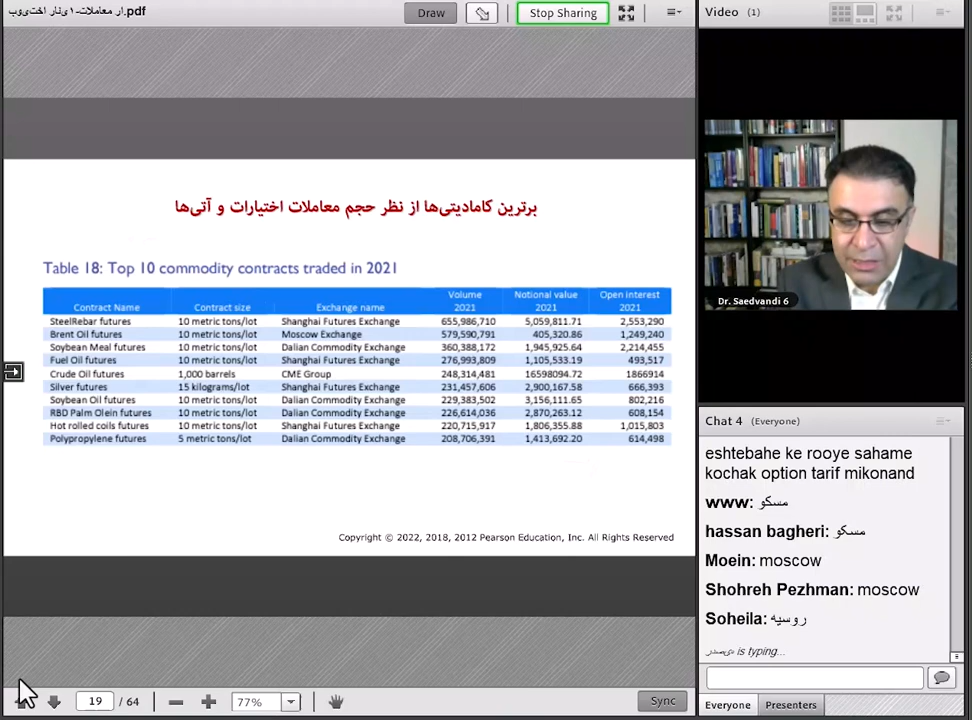 ار معاملات-۱ینار اختیوب.pdf
Draw
Stop Sharing
Video (1)
برترین کامادیتی‌ها از نظر حجم معاملات اختیارات و آتی‌ها
Table 18: Top 10 commodity contracts traded in 2021
Contract Name Contract size Exchange name Volume 2021 Notional value 2021 Open interest 2021
SteelRebar futures 10 metric tons/lot Shanghai Futures Exchange 655,986,710 5,059,811.71 2,553,290
Brent Oil futures 10 metric tons/lot Moscow Exchange 579,590,791 405,320.86 1,249,240
Soybean Meal futures 10 metric tons/lot Dalian Commodity Exchange 360,388,172 1,945,925.64 2,214,455
Fuel Oil futures 10 metric tons/lot Shanghai Futures Exchange 276,993,809 1,105,533.19 493,517
Crude Oil futures 1,000 barrels CME Group 248,314,481 16598094.72 1866914
Silver futures 15 kilograms/lot Shanghai Futures Exchange 231,457,606 2,900,167.58 666,393
Soybean Oil futures 10 metric tons/lot Dalian Commodity Exchange 229,383,502 3,156,111.65 802,216
RBD Palm Olein futures 10 metric tons/lot Dalian Commodity Exchange 226,614,036 2,870,263.12 608,154
Hot rolled coils futures 10 metric tons/lot Shanghai Futures Exchange 220,715,917 1,806,355.88 1,015,803
Polypropylene futures 5 metric tons/lot Dalian Commodity Exchange 208,706,391 1,413,692.20 614,498
Copyright © 2022, 2018, 2012 Pearson Education, Inc. All Rights Reserved
19 / 64
77%
Sync
Dr. Saedvandi 6
Chat 4 (Everyone)
eshtebahe ke rooye sahame
kochak option tarif mikonand
www: مسکو
hassan bagheri: مسکو
Moein: moscow
Shohreh Pezhman: moscow
Soheila: روسیه
is typing...
Everyone
Presenters